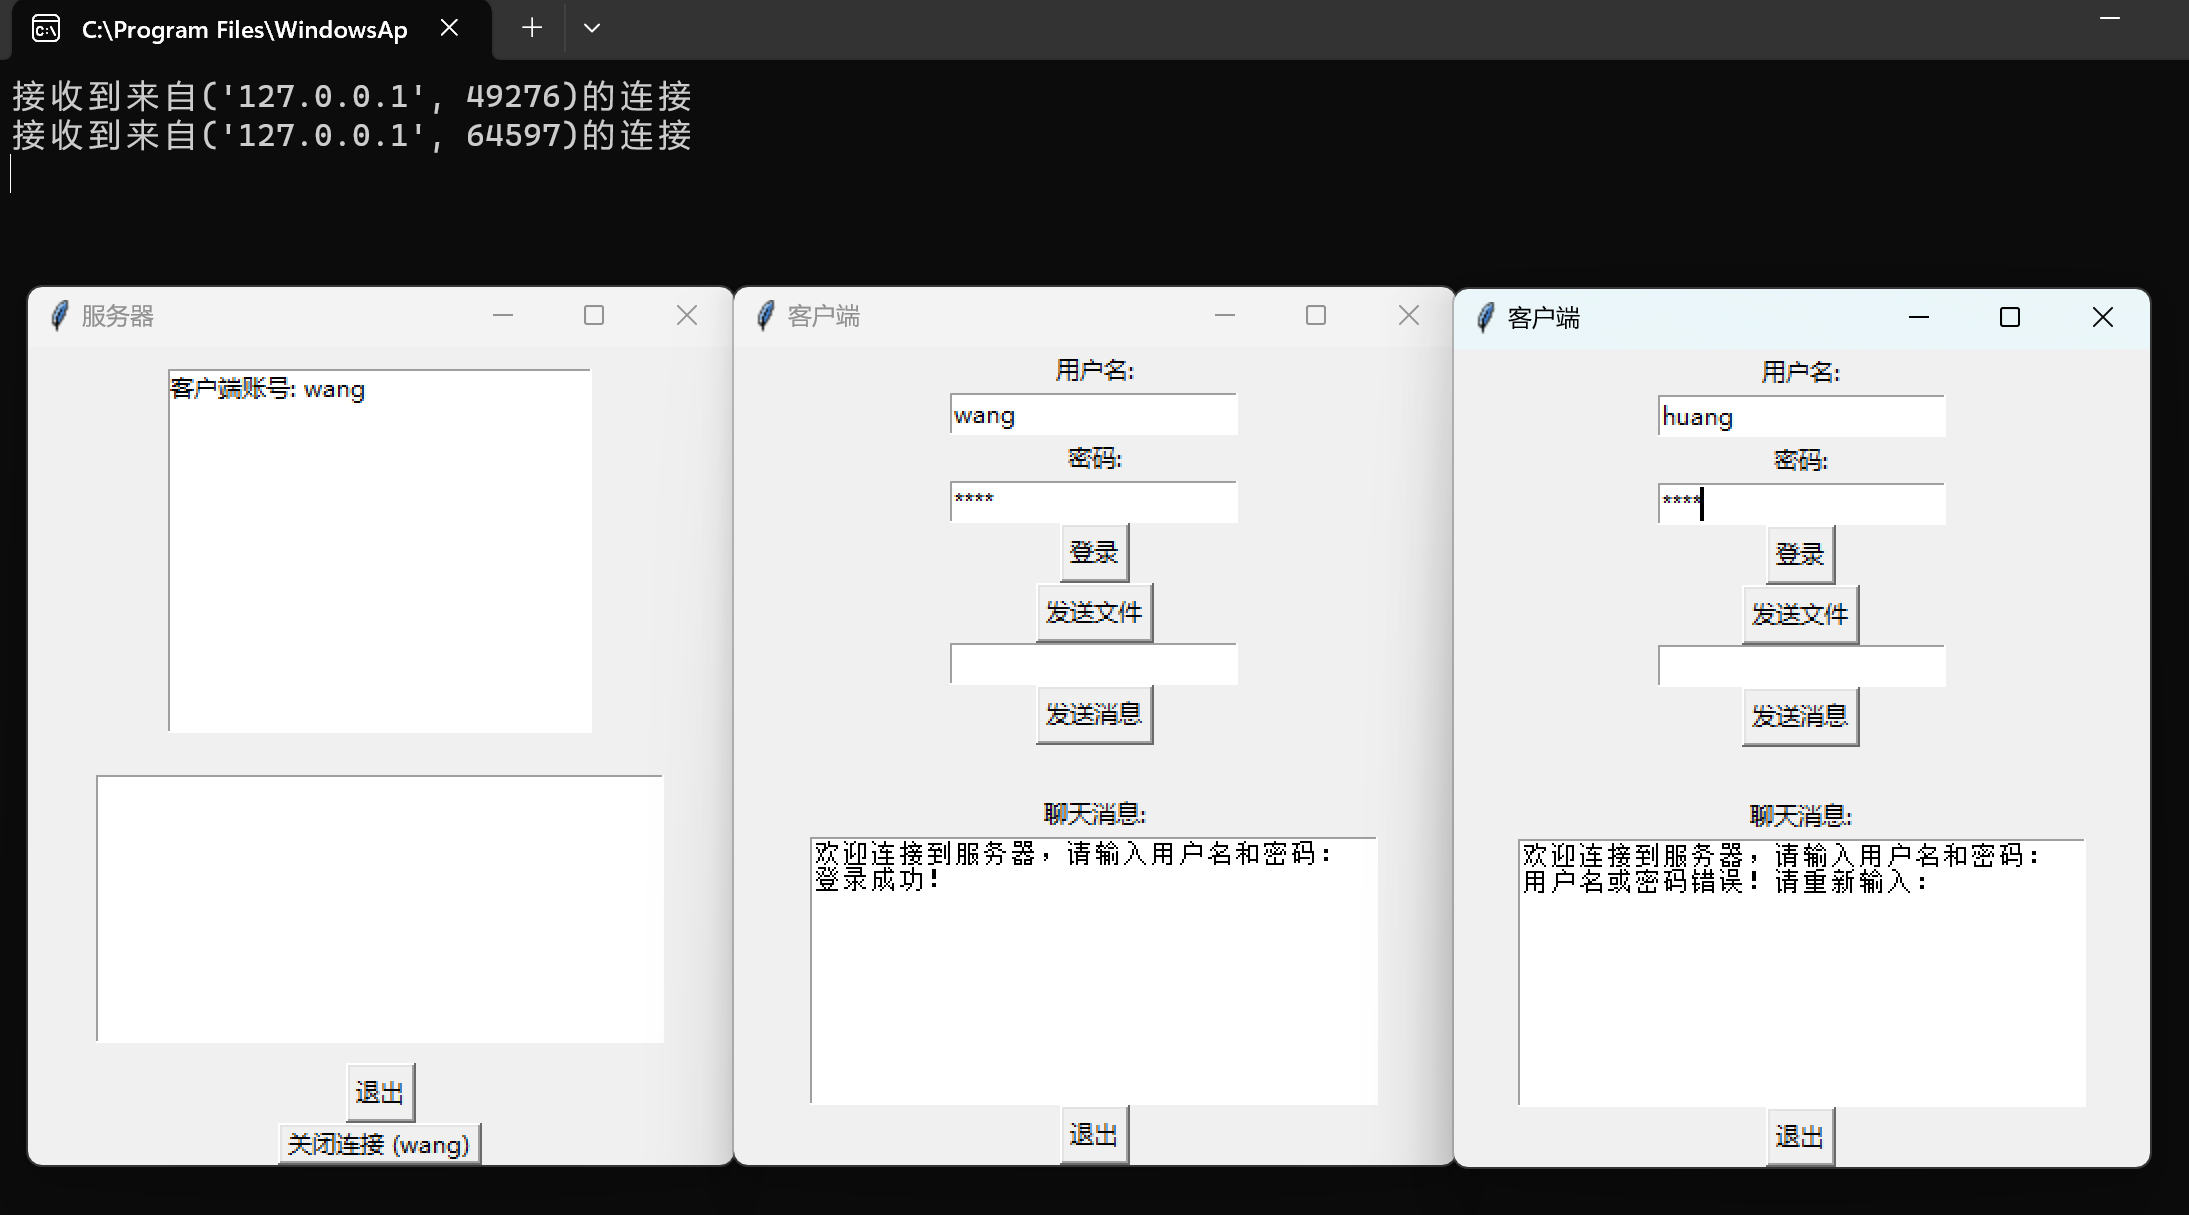 C:\Program Files\WindowsAp
接收到来自('127.0.0.1', 49276)的连接
接收到来自('127.0.0.1', 64597)的连接
服务器
客户端账号: wang
退出
关闭连接 (wang)
客户端
用户名:
wang
密码:
****
登录
发送文件
发送消息
聊天消息:
欢迎连接到服务器，请输入用户名和密码：
登录成功！
退出
客户端
用户名:
huang
密码:
****
登录
发送文件
发送消息
聊天消息:
欢迎连接到服务器，请输入用户名和密码：
用户名或密码错误！请重新输入：
退出